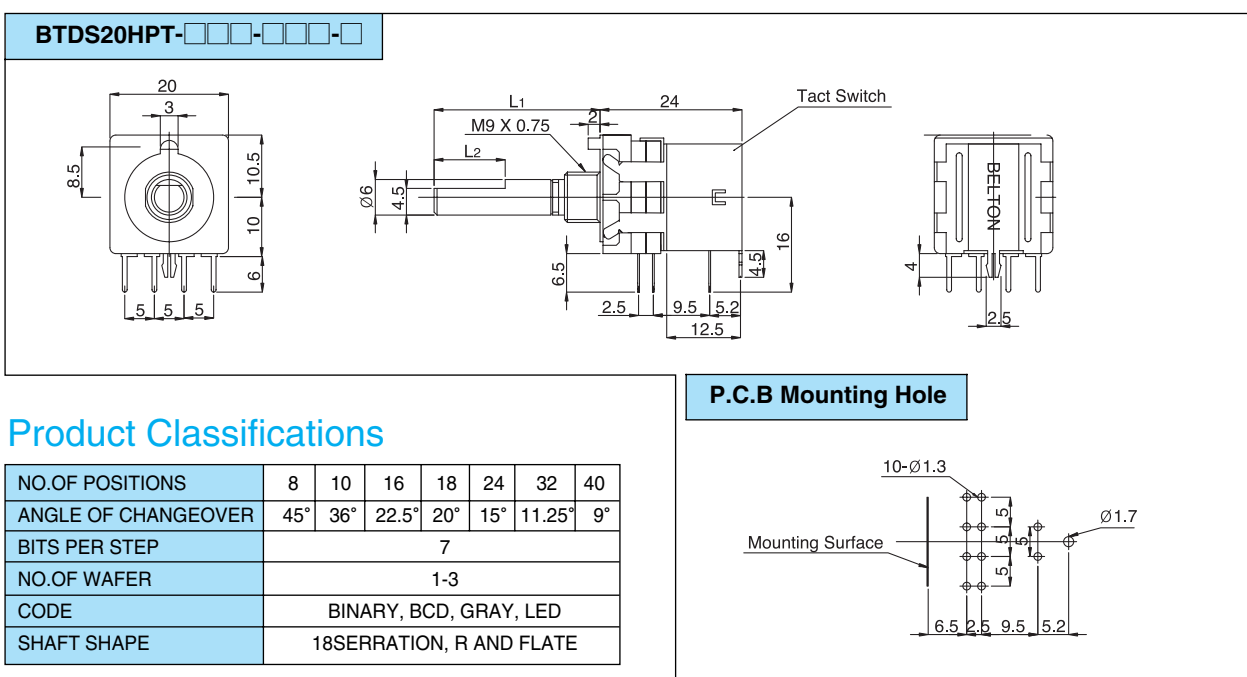 BTDS20HPT-□□□-□□□-□
20
3
8.5
10.5
10
6
5 5 5
L1 24
2
M9 X 0.75
L2
Ø6
4.5
Tact Switch
16
6.5
4.5
2.5 9.5 5.2
12.5
BELTON
4
2.5
P.C.B Mounting Hole
Product Classifications
NO.OF POSITIONS 8 10 16 18 24 32 40
ANGLE OF CHANGEOVER 45° 36° 22.5° 20° 15° 11.25° 9°
BITS PER STEP 7
NO.OF WAFER 1-3
CODE BINARY, BCD, GRAY, LED
SHAFT SHAPE 18SERRATION, R AND FLATE
10-Ø1.3
Ø1.7
Mounting Surface
5
5 5
5
6.5 2.5 9.5 5.2